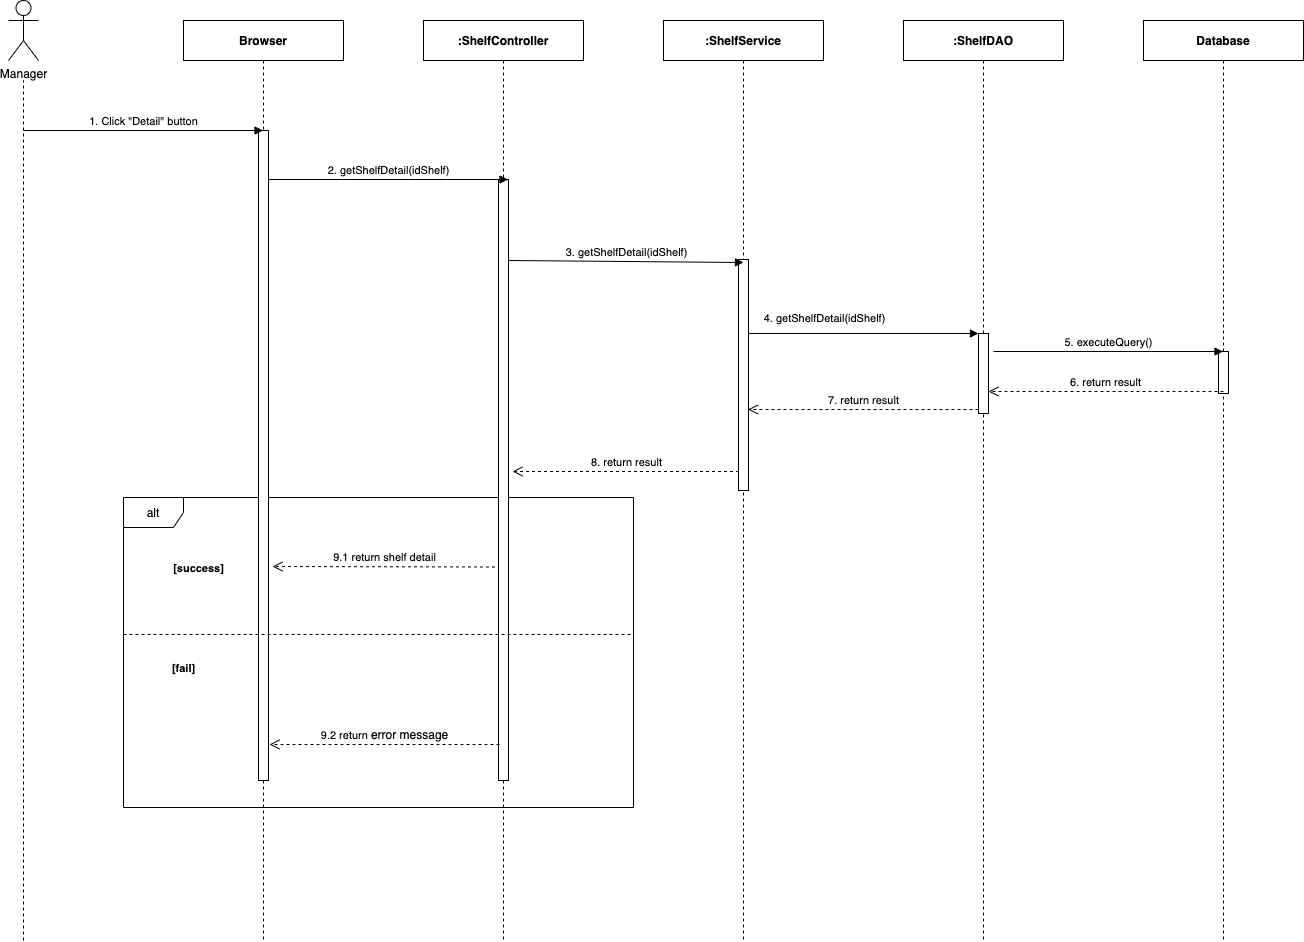 Manager
Browser
:ShelfController
:ShelfService
:ShelfDAO
Database
1. Click "Detail" button
2. getShelfDetail(idShelf)
3. getShelfDetail(idShelf)
4. getShelfDetail(idShelf)
5. executeQuery()
6. return result
7. return result
8. return result
alt
9.1 return shelf detail
[success]
[fail]
9.2 return error message